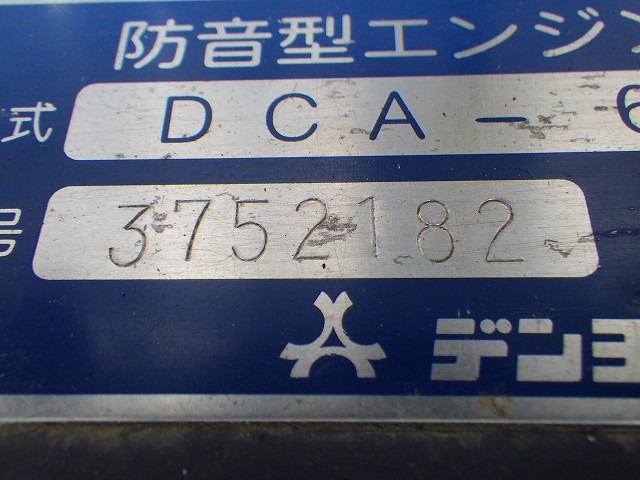 防音型エンジン
式 DCA-6
号 3752182
デンヨ